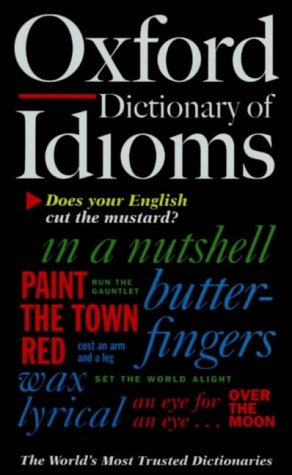 Oxford
Dictionary of
Idioms
Does your English
cut the mustard?
in a nutshell
PAINT
THE TOWN
RED
RUN THE
GAUNTLET
butter-
fingers
cost an arm
and a leg
wax
lyrical
SET THE WORLD ALIGHT
an eye for
an eye...
OVER
THE
MOON
The World's Most Trusted Dictionaries